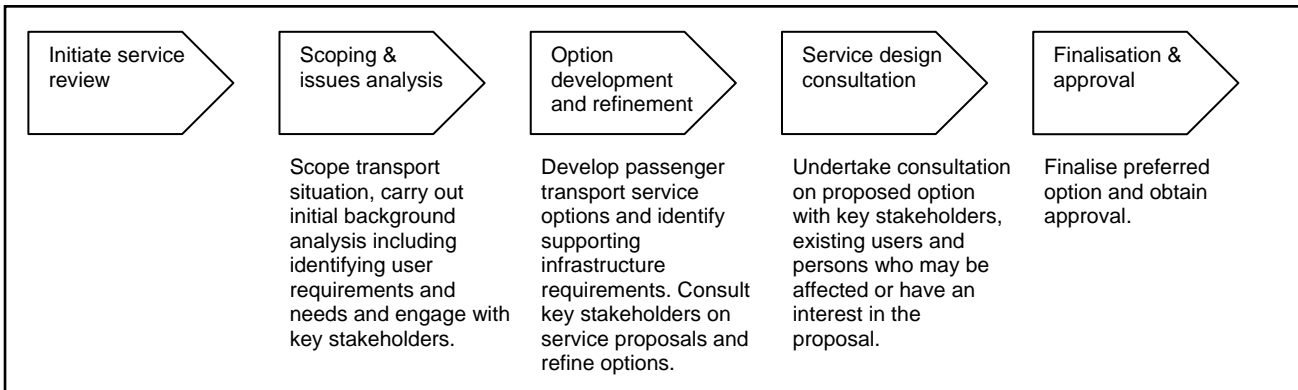 Initiate service
review
Scoping &
issues analysis
Option
development
and refinement
Service design
consultation
Finalisation &
approval
Scope transport
situation, carry out
initial background
analysis including
identifying user
requirements and
needs and engage with
key stakeholders.
Develop passenger
transport service
options and identify
supporting
infrastructure
requirements. Consult
key stakeholders on
service proposals and
refine options.
Undertake consultation
on proposed option
with key stakeholders,
existing users and
persons who may be
affected or have an
interest in the
proposal.
Finalise preferred
option and obtain
approval.